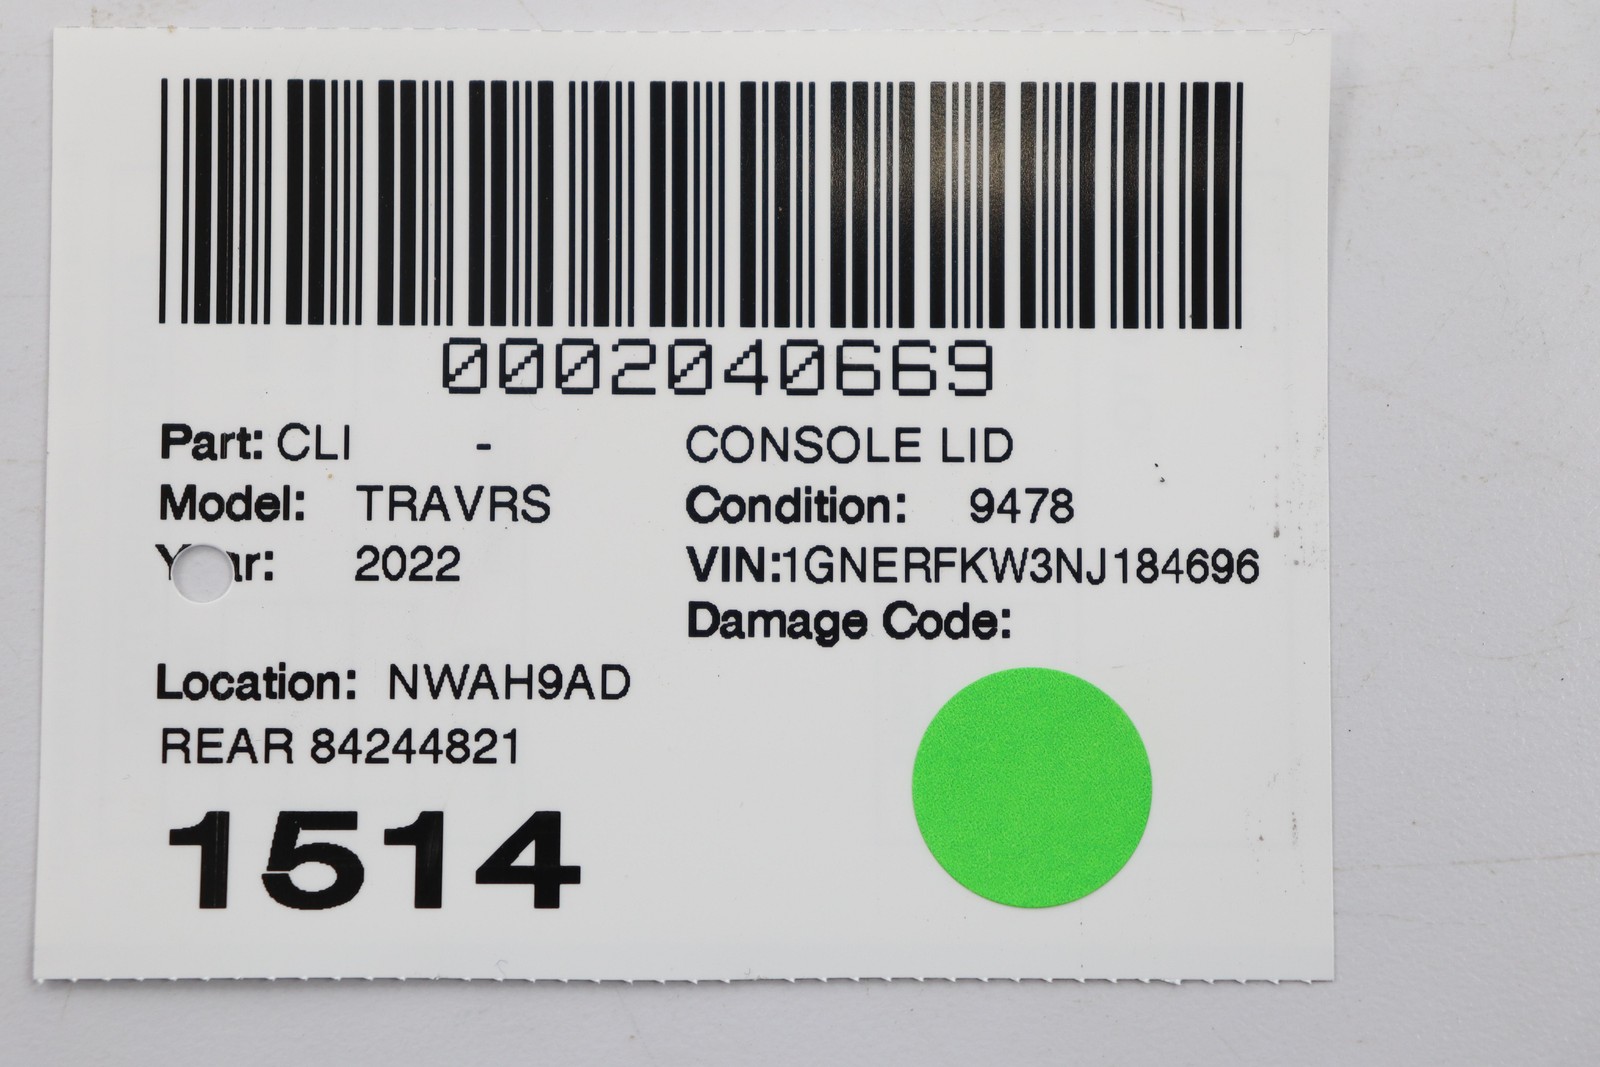 0002040669
Part: CLI - CONSOLE LID
Model: TRAVRS Condition: 9478
Year: 2022 VIN:1GNERFKW3NJ184696
Damage Code:
Location: NWAH9AD
REAR 84244821
1514